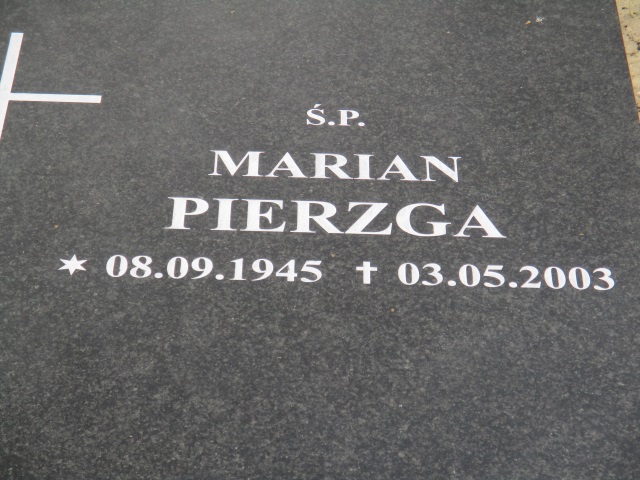 Ś.P.
MARIAN
PIERZGA
* 08.09.1945 † 03.05.2003